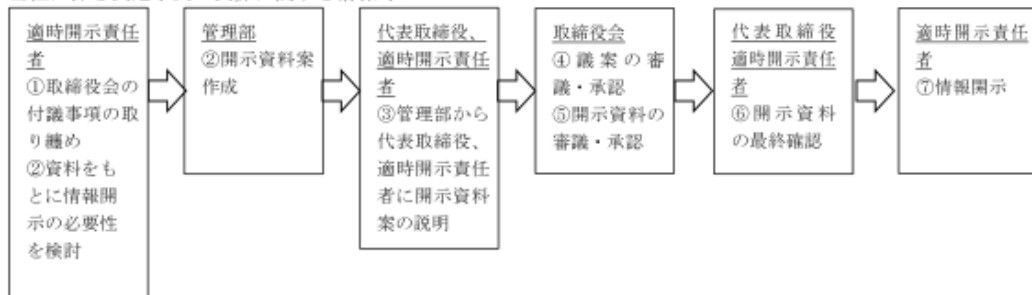 適時開示責任
者
①取締役会の
付議事項の取
り纏め
②資料をも
とに情報開
示の必要性
を検討
管理部
②開示資料案
作成
代表取締役、
適時開示責任
者
③管理部から
代表取締役、
適時開示責任
者に開示資料
案の説明
取締役会
④議案の審
議・承認
⑤開示資料の
審議・承認
代表取締役
適時開示責任
者
⑥開示資料
の最終確認
適時開示責任
者
⑦情報開示